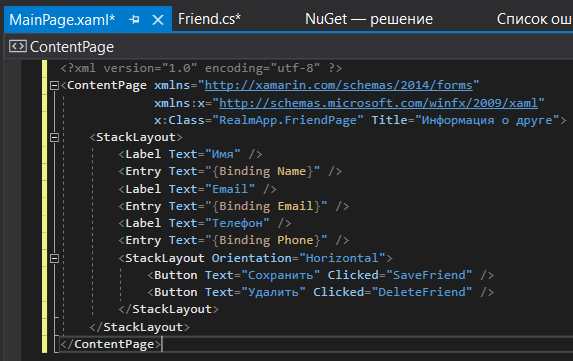 MainPage.xaml* Friend.cs* NuGet — решение Список ош
ContentPage
<?xml version="1.0" encoding="utf-8" ?>
<ContentPage xmlns="http://xamarin.com/schemas/2014/forms"
xmlns:x="http://schemas.microsoft.com/winfx/2009/xaml"
x:Class="RealmApp.FriendPage" Title="Информация о друге">
<StackLayout>
<Label Text="Имя" />
<Entry Text="{Binding Name}" />
<Label Text="Email" />
<Entry Text="{Binding Email}" />
<Label Text="Телефон" />
<Entry Text="{Binding Phone}" />
<StackLayout Orientation="Horizontal">
<Button Text="Сохранить" Clicked="SaveFriend" />
<Button Text="Удалить" Clicked="DeleteFriend" />
</StackLayout>
</StackLayout>
</ContentPage>